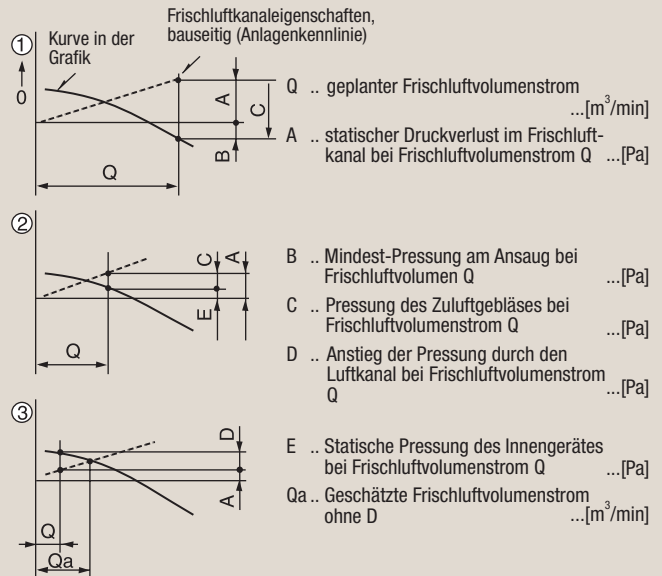 ①
Kurve in der
Grafik
Frischluftkanaleigenschaften,
bauseitig (Anlagenkennlinie)
0
A
C
B
Q
Q .. geplanter Frischluftvolumenstrom
...[m³/min]
A .. statischer Druckverlust im Frischluft-
kanal bei Frischluftvolumenstrom Q ...[Pa]
②
C
A
E
Q
B .. Mindest-Pressung am Ansaug bei
Frischluftvolumen Q ...[Pa]
C .. Pressung des Zuluftgebläses bei
Frischluftvolumenstrom Q ...[Pa]
D .. Anstieg der Pressung durch den
Luftkanal bei Frischluftvolumenstrom
Q ...[Pa]
③
D
A
Q
Qa
E .. Statische Pressung des Innengerätes
bei Frischluftvolumenstrom Q ...[Pa]
Qa .. Geschätzte Frischluftvolumenstrom
ohne D ...[m³/min]